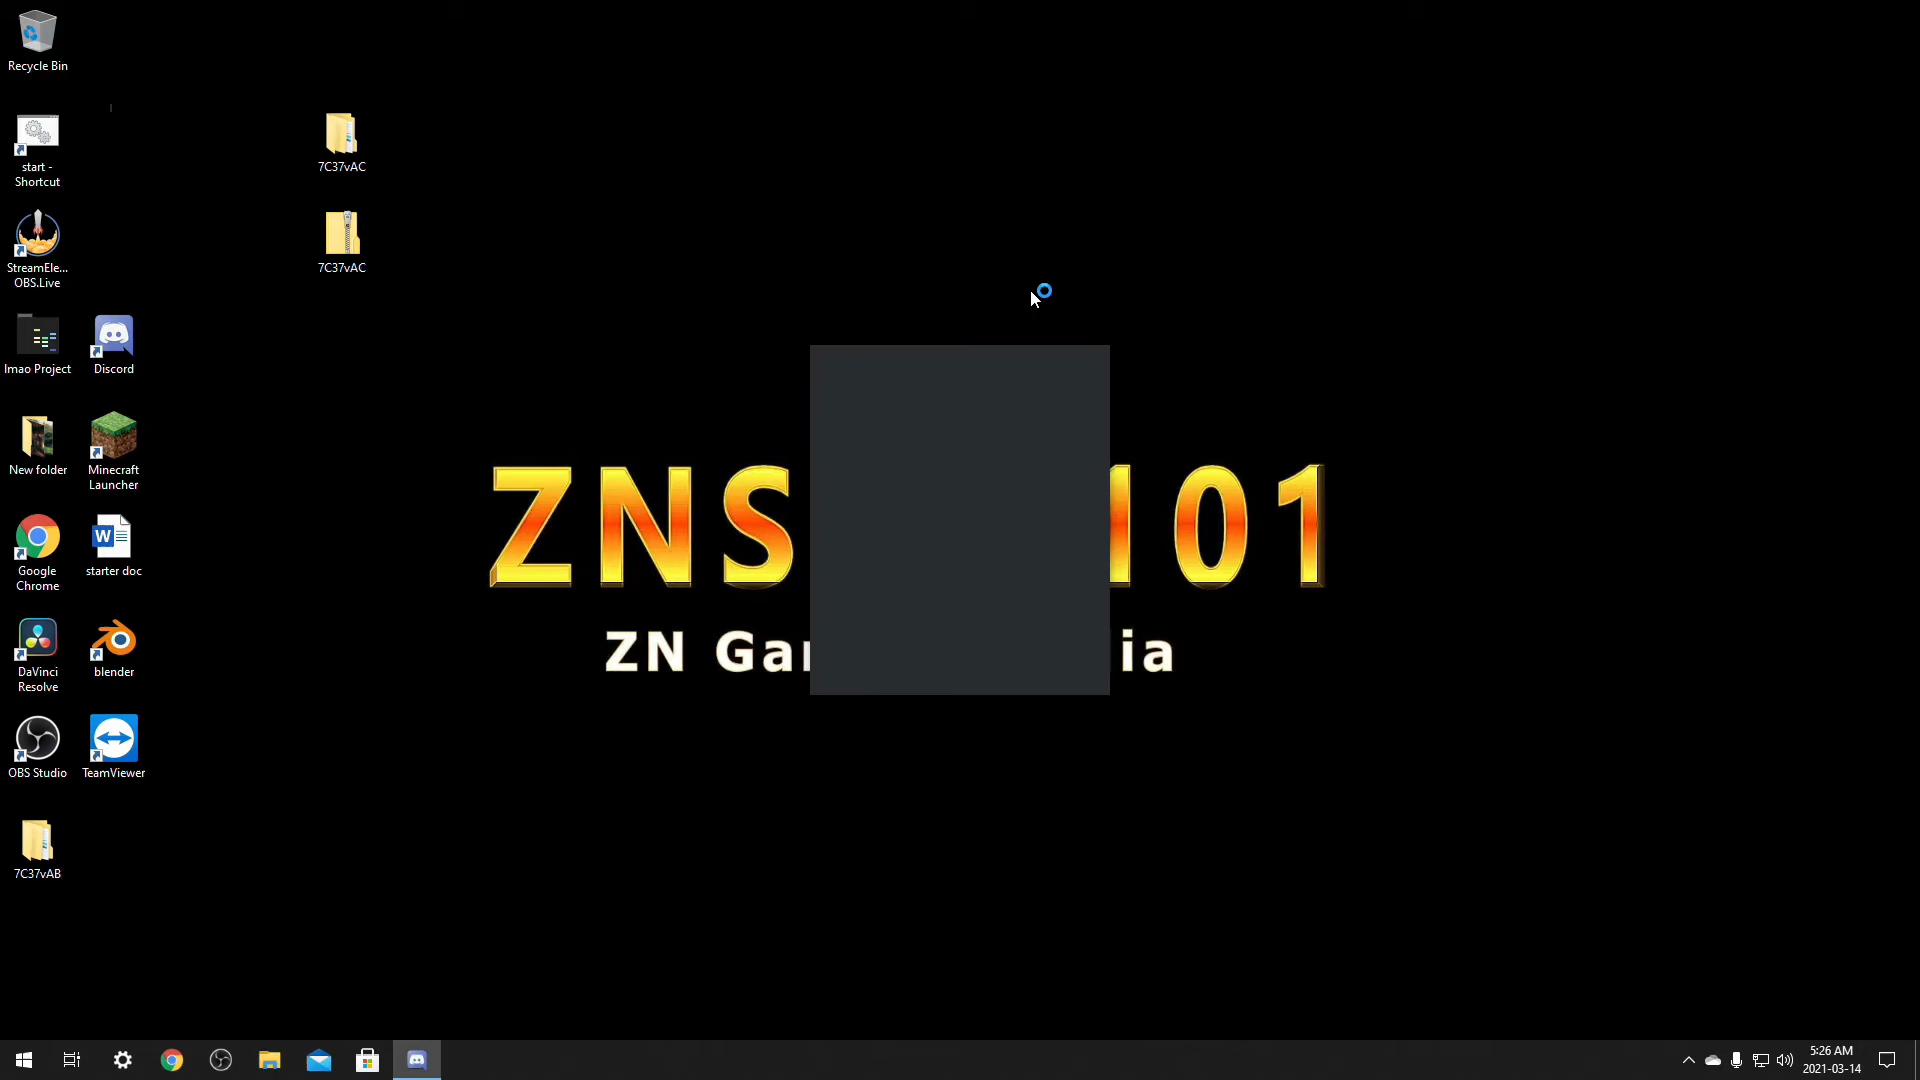 Recycle Bin
start -
Shortcut
StreamEle...
OBS.Live
lmao Project
Discord
New folder
Minecraft
Launcher
Google
Chrome
starter doc
DaVinci
Resolve
blender
OBS Studio
TeamViewer
7C37vAB
7C37vAC
7C37vAC
ZNS
101
ZN Ga
ia
5:26 AM
2021-03-14